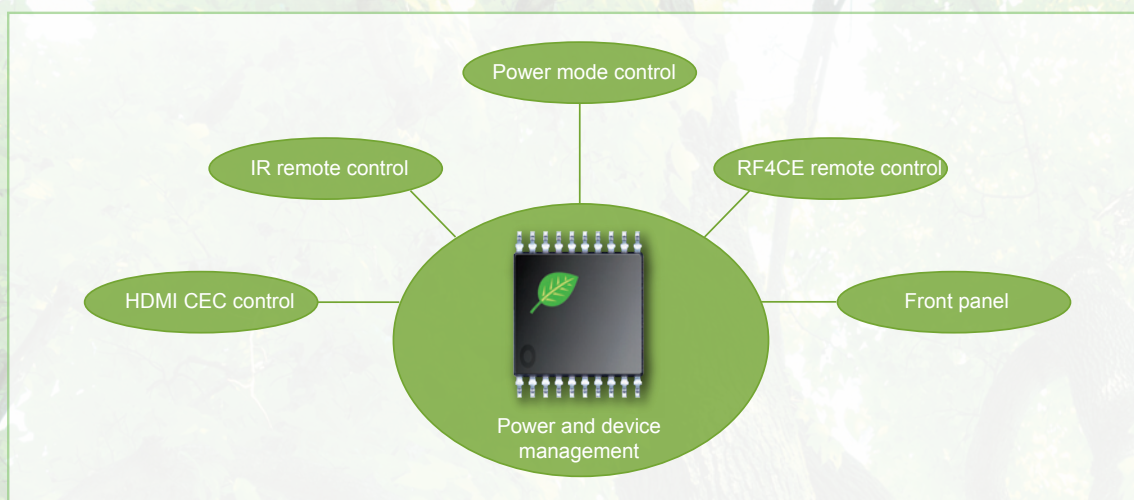 Power mode control
IR remote control
RF4CE remote control
HDMI CEC control
Front panel
Power and device
management